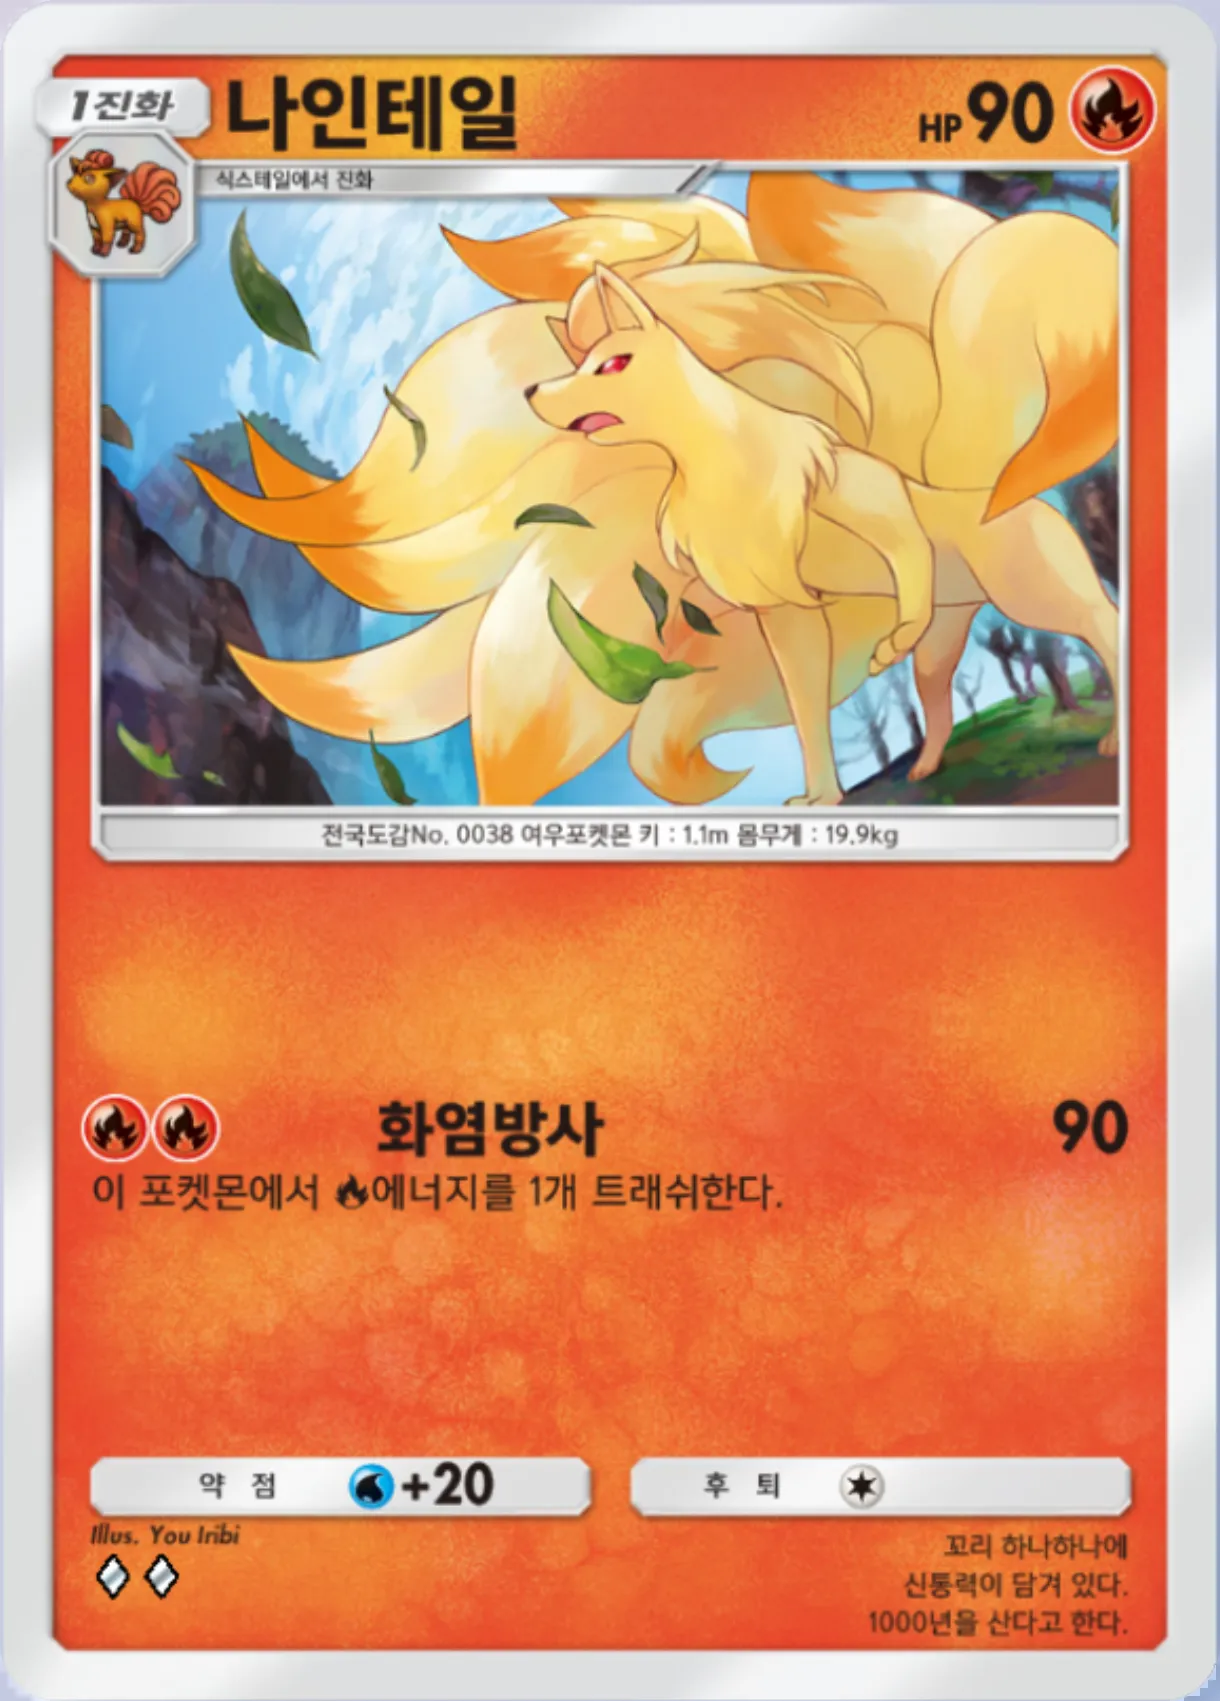 1진화
나인테일
HP 90
식스테일에서 진화
전국도감No. 0038 여우포켓몬 키 : 1.1m 몸무게 : 19.9kg
화염방사 90
이 포켓몬에서 에너지를 1개 트래쉬한다.
약점 +20
후퇴
Illus. You Iribi
꼬리 하나하나에
신통력이 담겨 있다.
1000년을 산다고 한다.